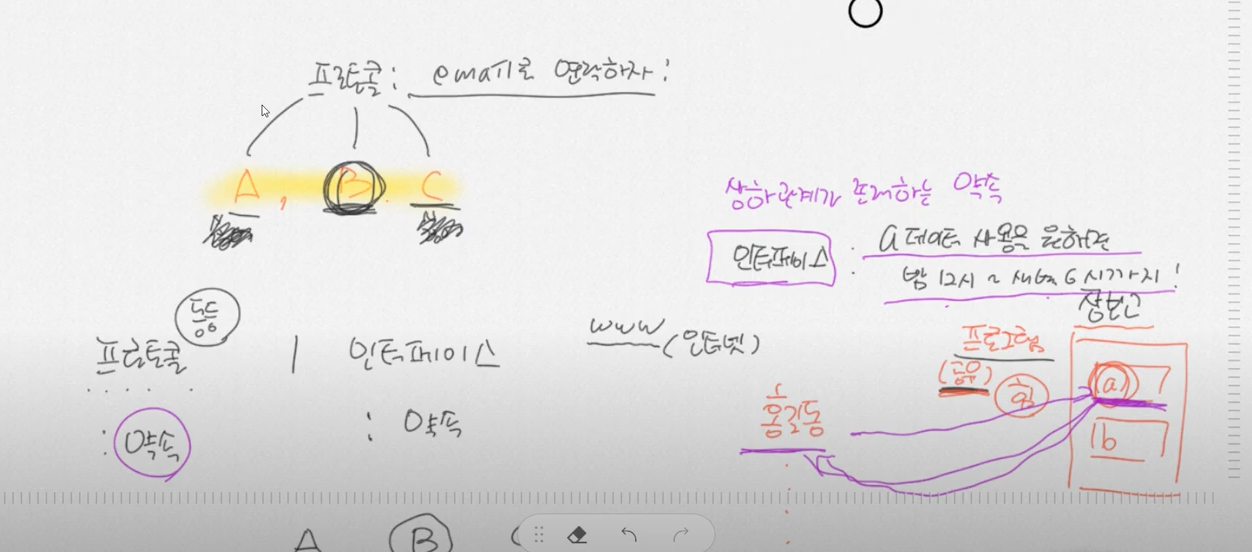 프로토콜: email로 연락하자!
A, B. C
상하관계가 존재하는 약속
인터페이스 : a 데이터 사용을 원하면
밤 12시 ~ 새벽 6시까지!
장보고
동등
프로토콜 | 인터페이스
www (인터넷)
: 약속
: 약속
프로그램
(공유)
홍길동
a
b
A B C